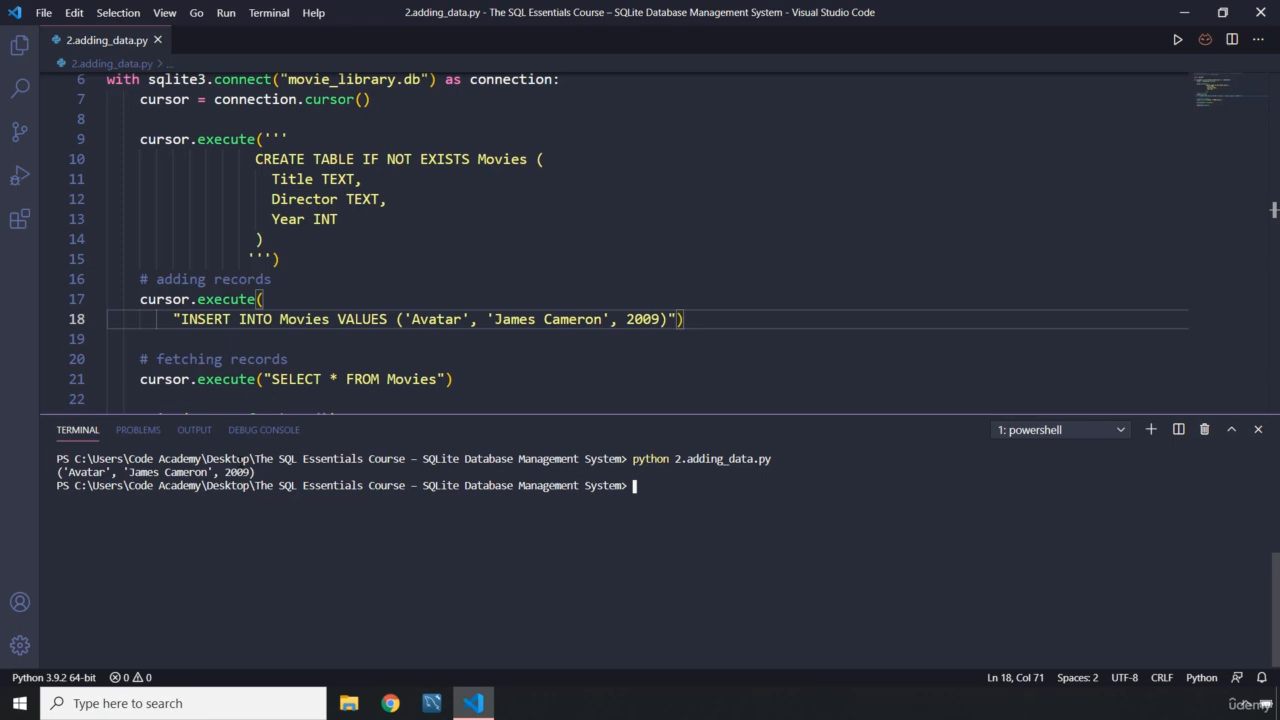 File Edit Selection View Go Run Terminal Help 2.adding_data.py - The SQL Essentials Course – SQLite Database Management System - Visual Studio Code
2.adding_data.py
2.adding_data.py > ...
6 with sqlite3.connect("movie_library.db") as connection:
7 cursor = connection.cursor()
8
9 cursor.execute('''
10 CREATE TABLE IF NOT EXISTS Movies (
11 Title TEXT,
12 Director TEXT,
13 Year INT
14 )
15 ''')
16 # adding records
17 cursor.execute(
18 "INSERT INTO Movies VALUES ('Avatar', 'James Cameron', 2009)")
19
20 # fetching records
21 cursor.execute("SELECT * FROM Movies")
22
TERMINAL PROBLEMS OUTPUT DEBUG CONSOLE 1: powershell
PS C:\Users\Code Academy\Desktop\The SQL Essentials Course – SQLite Database Management System> python 2.adding_data.py
('Avatar', 'James Cameron', 2009)
PS C:\Users\Code Academy\Desktop\The SQL Essentials Course – SQLite Database Management System>
Python 3.9.2 64-bit 0 0 Ln 18, Col 71 Spaces: 2 UTF-8 CRLF Python
Type here to search
udemy